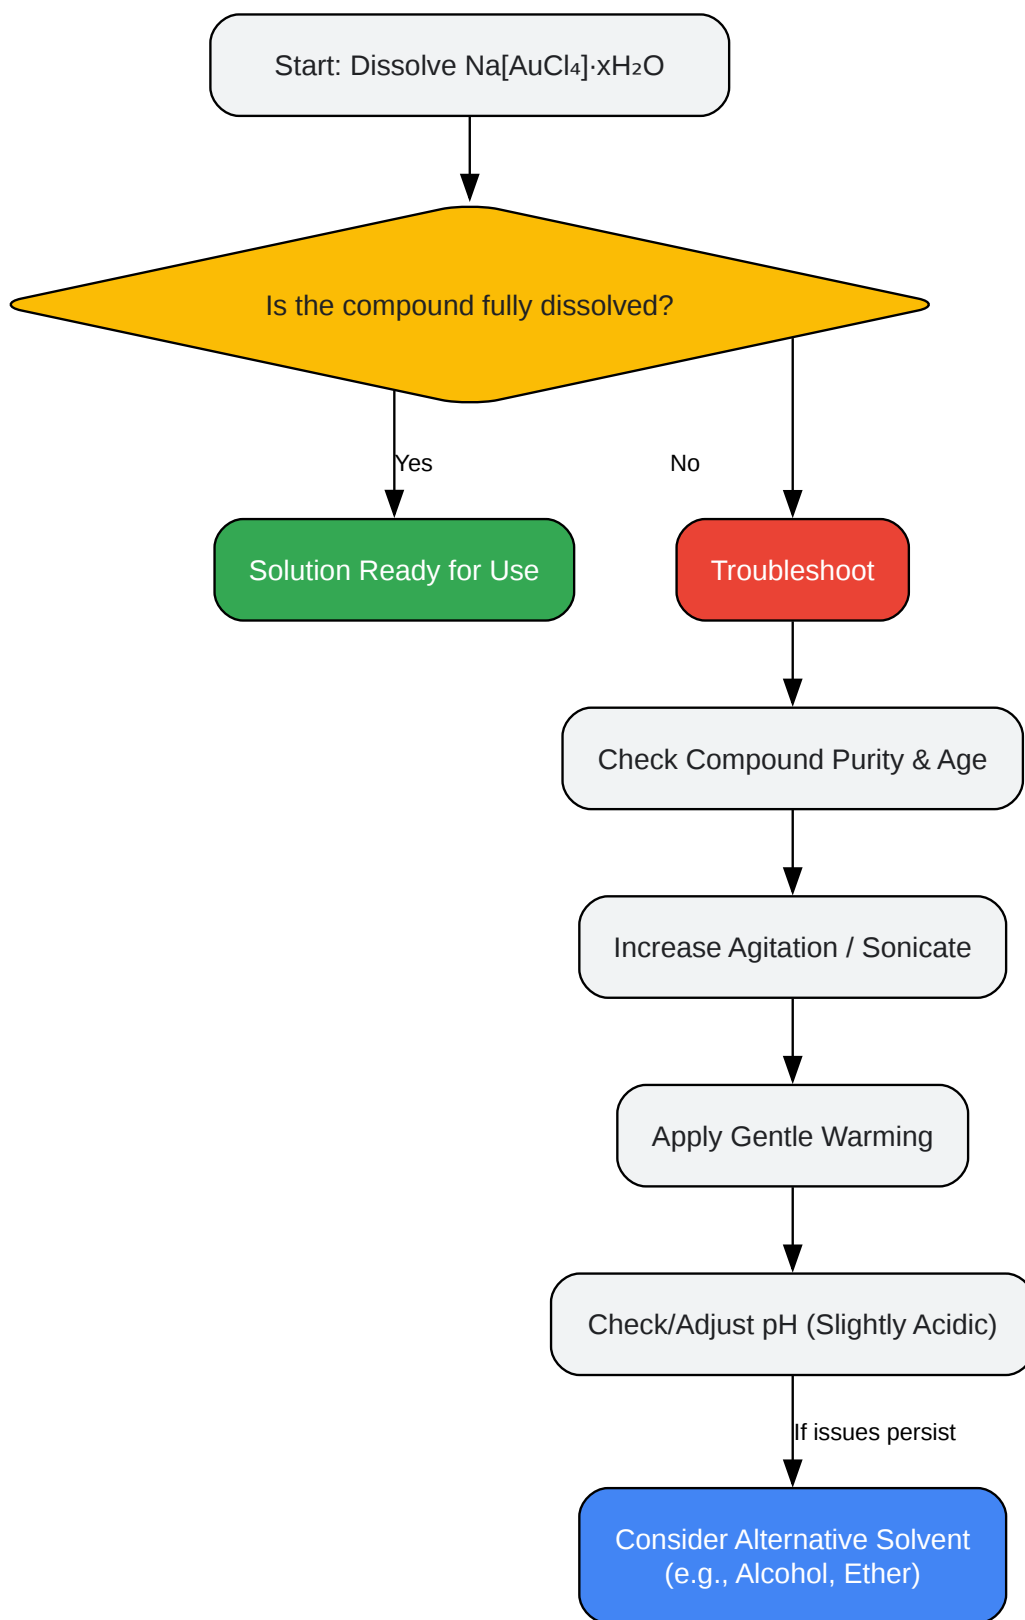 Start: Dissolve Na[AuCl₄]·xH₂O
Is the compound fully dissolved?
Yes
No
Solution Ready for Use
Troubleshoot
Check Compound Purity & Age
Increase Agitation / Sonicate
Apply Gentle Warming
Check/Adjust pH (Slightly Acidic)
If issues persist
Consider Alternative Solvent
(e.g., Alcohol, Ether)